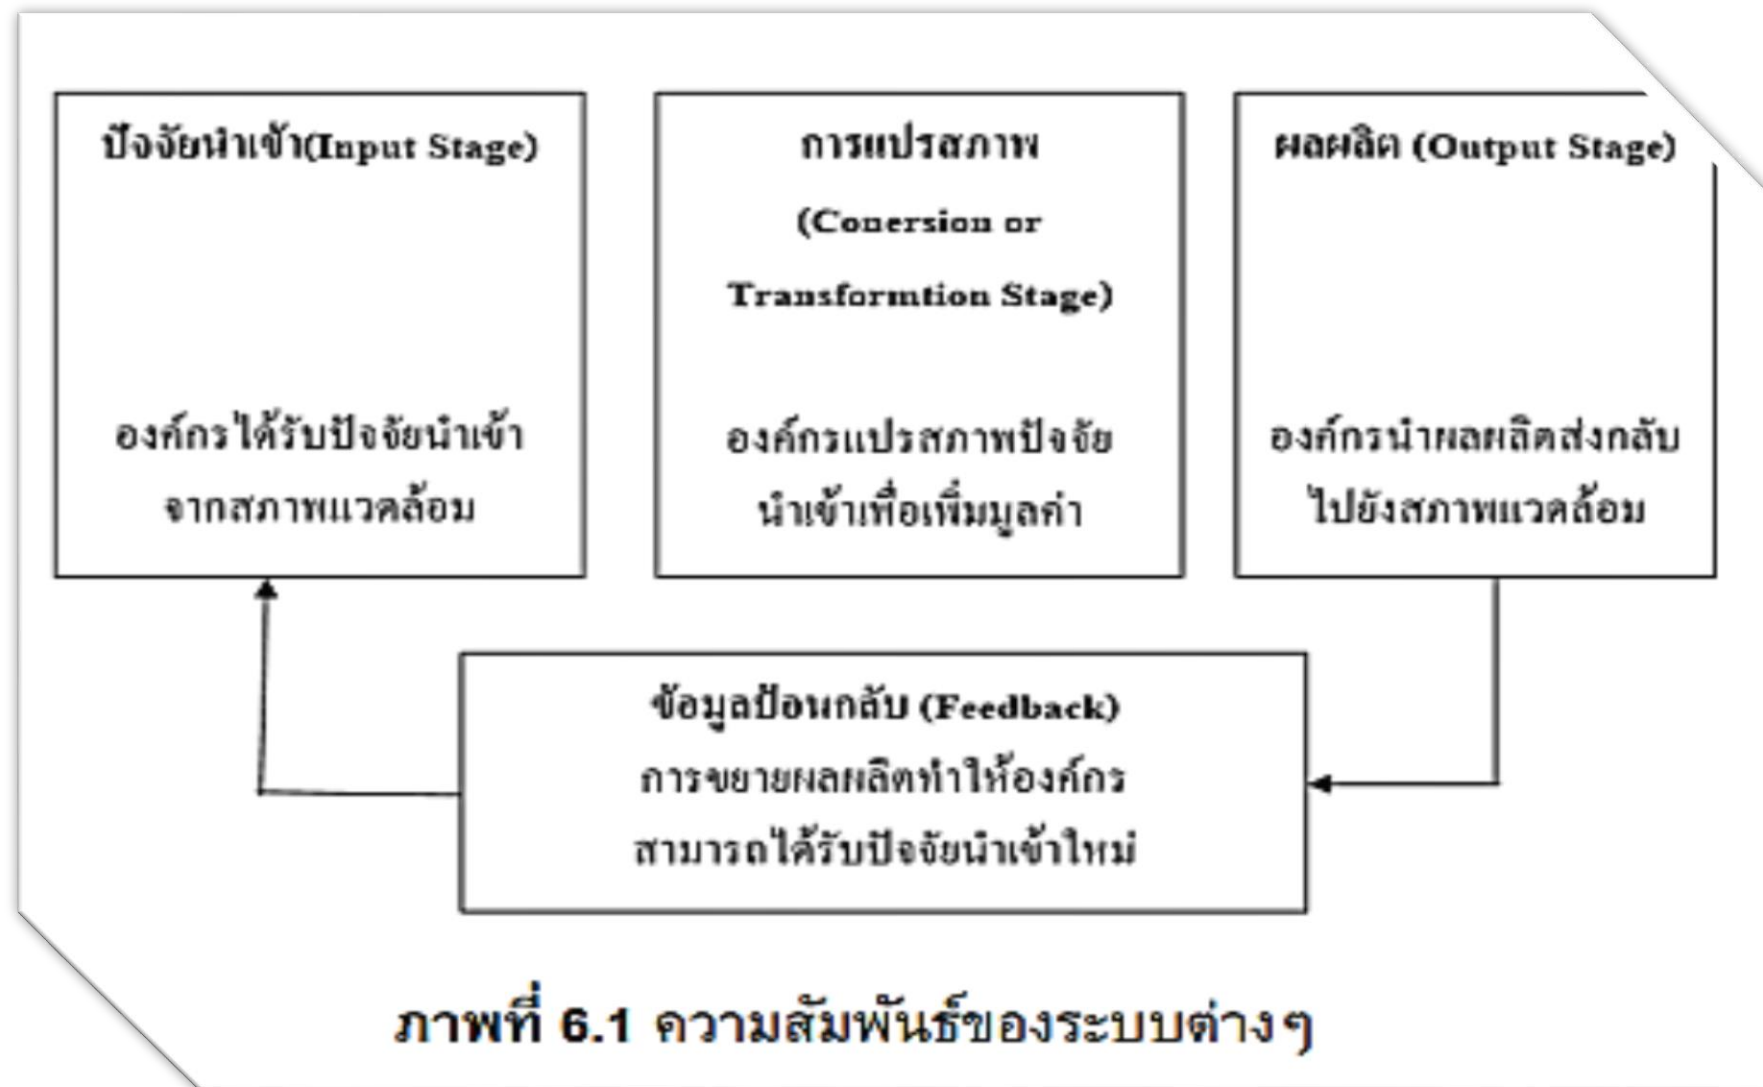 ปัจจัยนำเข้า(Input Stage)
องค์กรได้รับปัจจัยนำเข้า
จากสภาพแวดล้อม
การแปรสภาพ
(Conersion or
Transformtion Stage)
องค์กรแปรสภาพปัจจัย
นำเข้าเพื่อเพิ่มมูลค่า
ผลผลิต (Output Stage)
องค์กรนำผลผลิตส่งกลับ
ไปยังสภาพแวดล้อม
ข้อมูลป้อนกลับ (Feedback)
การขยายผลผลิตทำให้องค์กร
สามารถได้รับปัจจัยนำเข้าใหม่
ภาพที่ 6.1 ความสัมพันธ์ของระบบต่างๆ